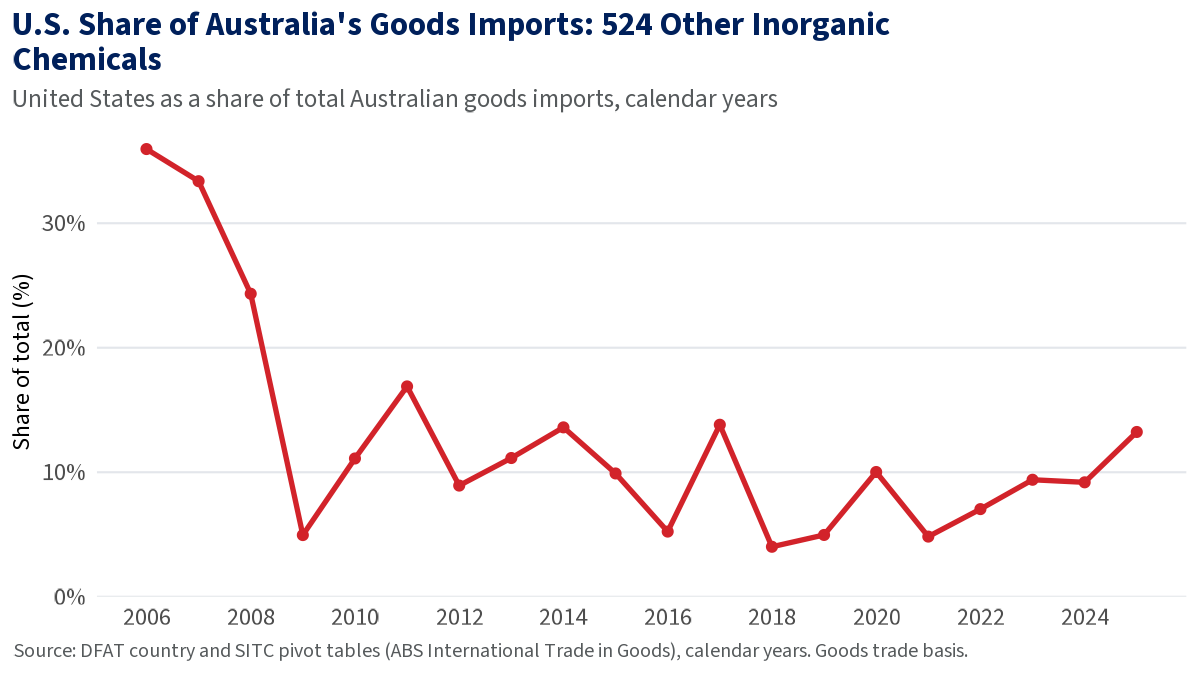 U.S. Share of Australia's Goods Imports: 524 Other Inorganic
Chemicals
United States as a share of total Australian goods imports, calendar years
Share of total (%)
30%
20%
10%
0%
2006 2008 2010 2012 2014 2016 2018 2020 2022 2024
Source: DFAT country and SITC pivot tables (ABS International Trade in Goods), calendar years. Goods trade basis.